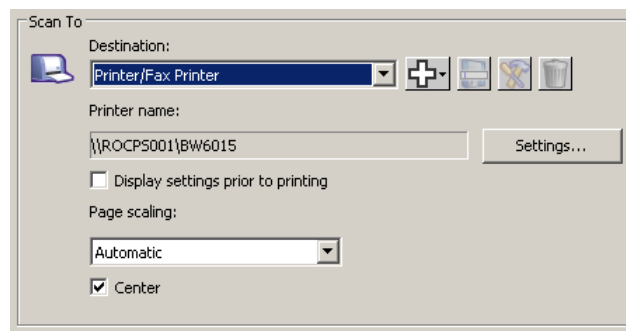 Scan To
Destination:
Printer/Fax Printer
Printer name:
\\ROCPS001\BW6015
Settings...
Display settings prior to printing
Page scaling:
Automatic
Center